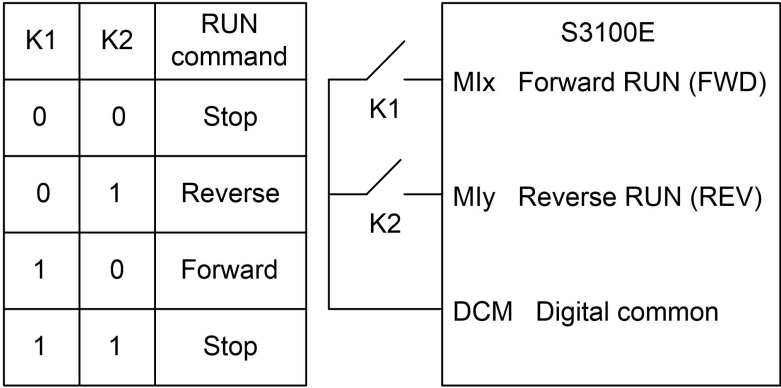 K1 K2 RUN command
0 0 Stop
0 1 Reverse
1 0 Forward
1 1 Stop
S3100E
K1
MIx Forward RUN (FWD)
K2
MIy Reverse RUN (REV)
DCM Digital common